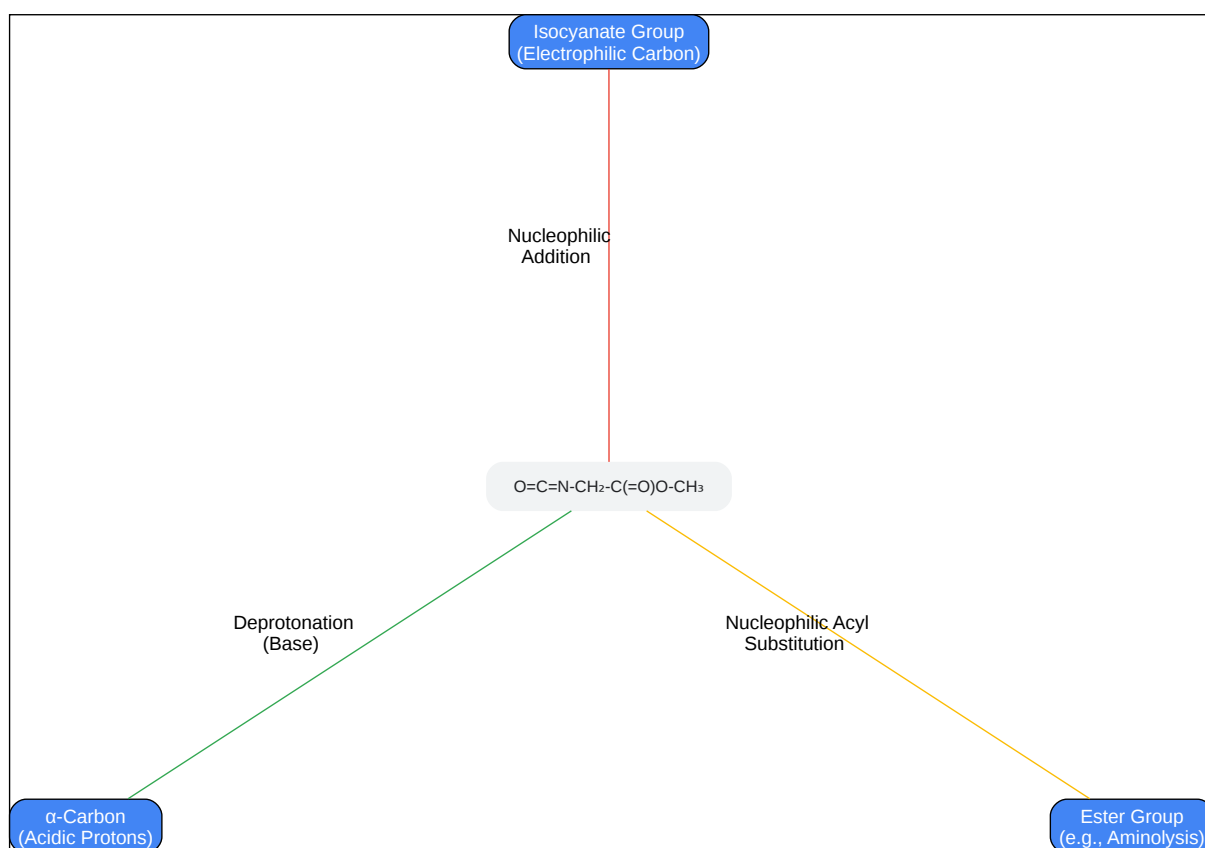 Isocyanate Group
(Electrophilic Carbon)
Nucleophilic
Addition
O=C=N-CH₂-C(=O)O-CH₃
Deprotonation
(Base)
Nucleophilic Acyl
Substitution
α-Carbon
(Acidic Protons)
Ester Group
(e.g., Aminolysis)